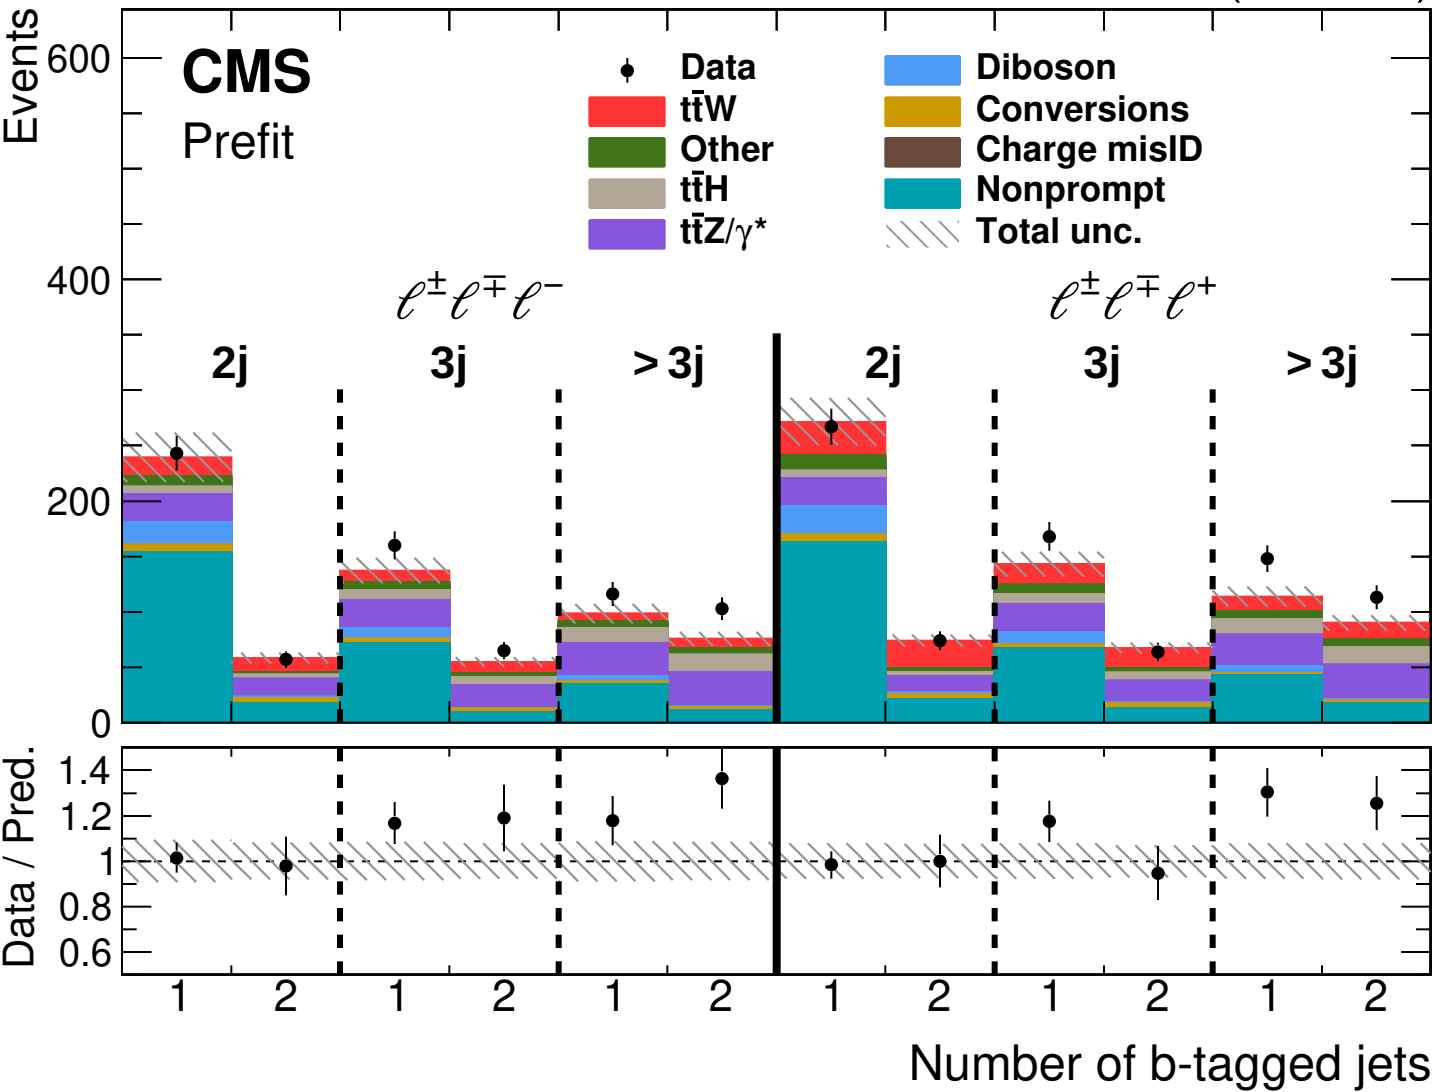 Events
600
400
200
0
CMS
Prefit
Data
tt̄W
Other
tt̄H
tt̄Z/γ*
Diboson
Conversions
Charge misID
Nonprompt
Total unc.
ℓ±ℓ∓ℓ−
ℓ±ℓ∓ℓ+
2j 3j > 3j 2j 3j > 3j
Data / Pred.
1.4
1.2
1
0.8
0.6
1 2 1 2 1 2 1 2 1 2 1 2
Number of b-tagged jets